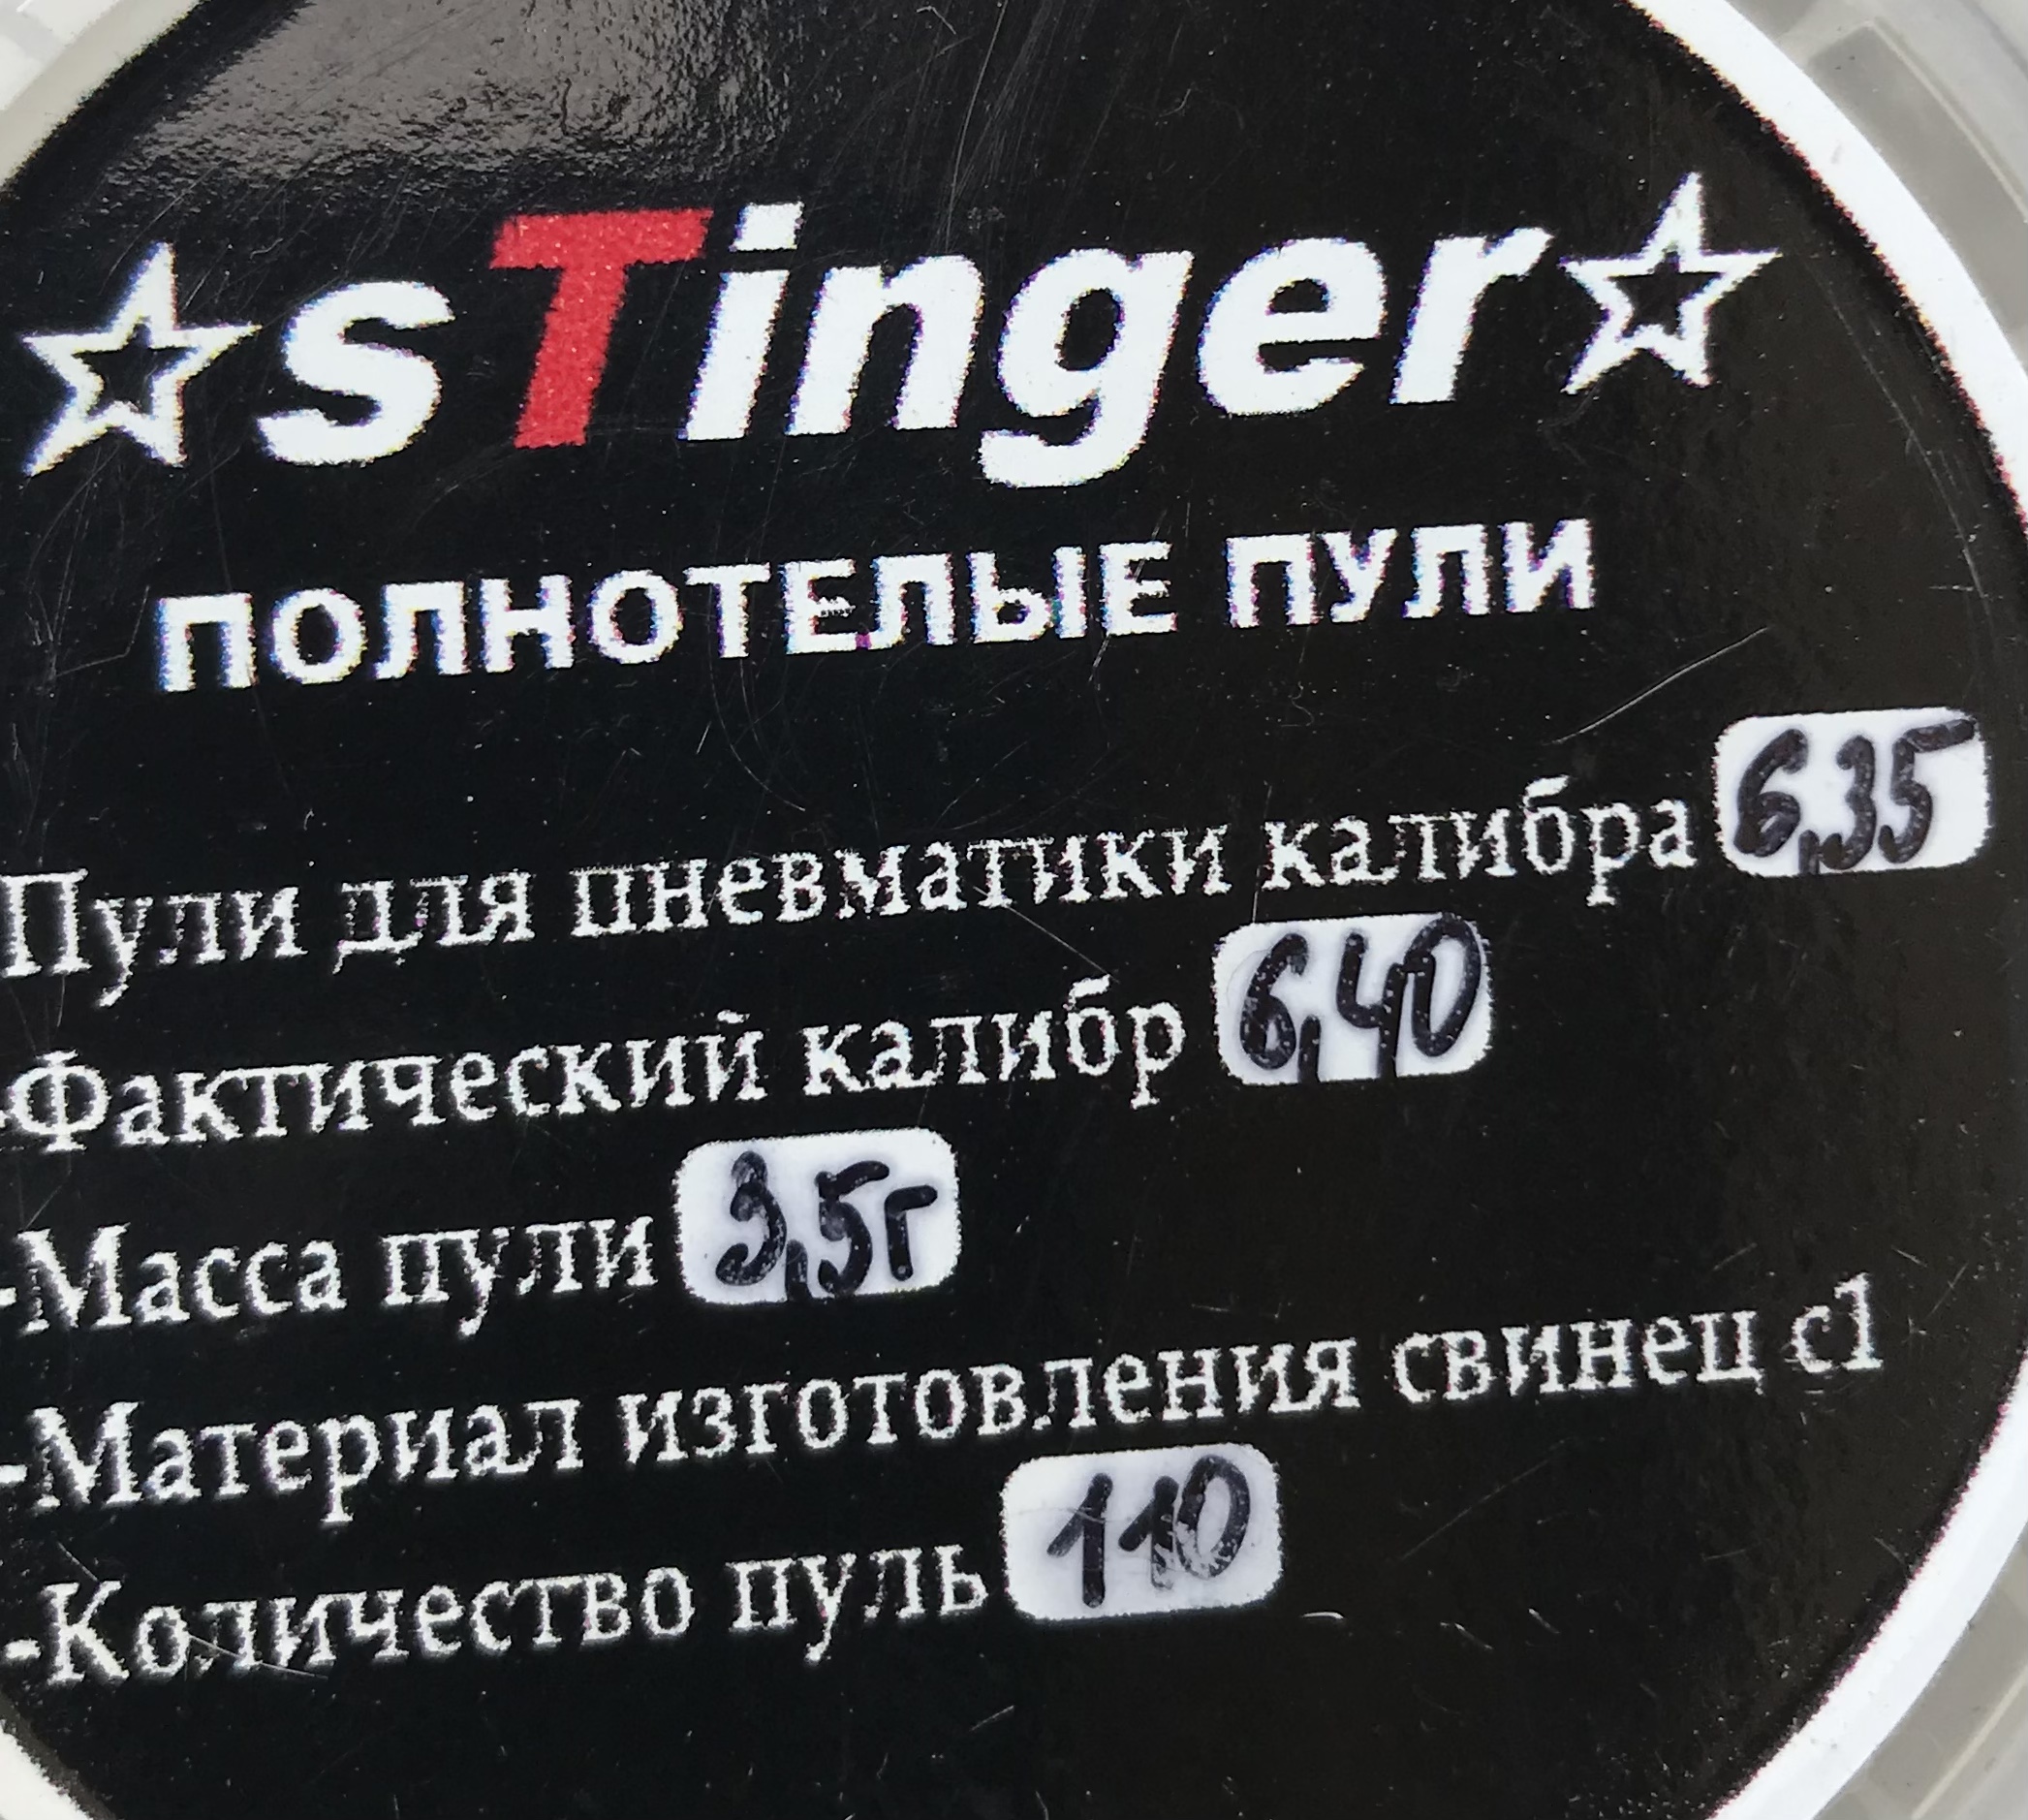 ☆sTinger☆
ПОЛНОТЕЛЫЕ ПУЛИ
Пули для пневматики калибра 6,35
-Фактический калибр 6,40
-Масса пули 3,5г
-Материал изготовления свинец с1
-Количество пуль 110